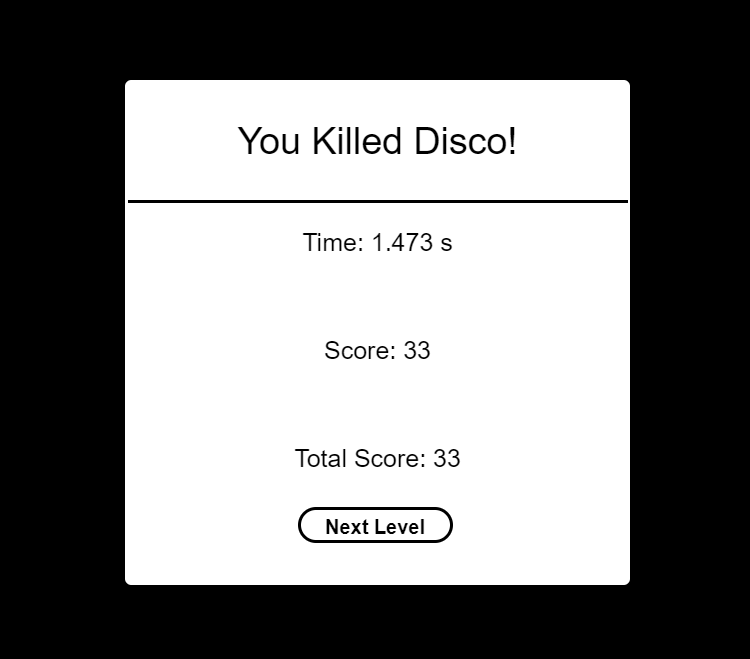 You Killed Disco!
Time: 1.473 s
Score: 33
Total Score: 33
Next Level